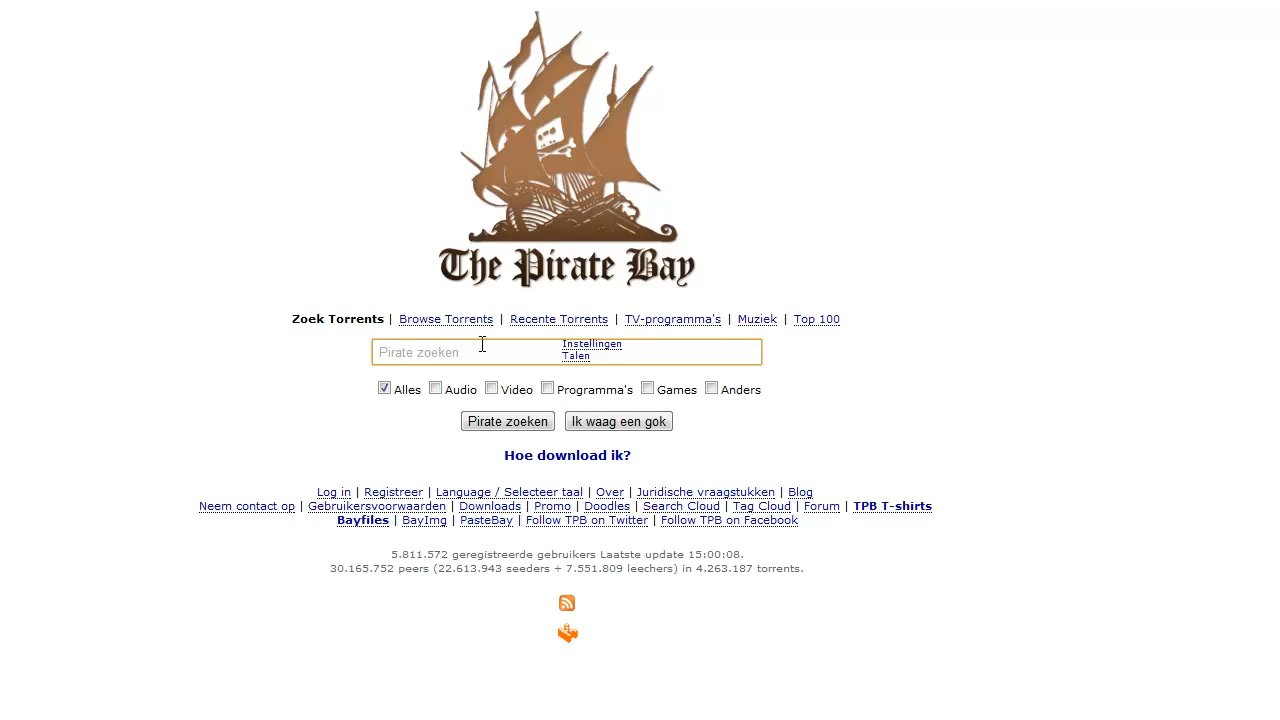 The Pirate Bay
Zoek Torrents | Browse Torrents | Recente Torrents | TV-programma's | Muziek | Top 100
Pirate zoeken
Instellingen
Talen
Alles Audio Video Programma's Games Anders
Pirate zoeken Ik waag een gok
Hoe download ik?
Log in | Registreer | Language / Selecteer taal | Over | Juridische vraagstukken | Blog
Neem contact op | Gebruikersvoorwaarden | Downloads | Promo | Doodles | Search Cloud | Tag Cloud | Forum | TPB T-shirts
Bayfiles | BayImg | PasteBay | Follow TPB on Twitter | Follow TPB on Facebook
5.811.572 geregistreerde gebruikers Laatste update 15:00:08.
30.165.752 peers (22.613.943 seeders + 7.551.809 leechers) in 4.263.187 torrents.